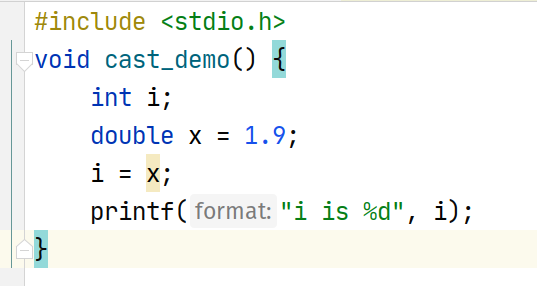 #include <stdio.h>
void cast_demo() {
    int i;
    double x = 1.9;
    i = x;
    printf( format: "i is %d", i);
}